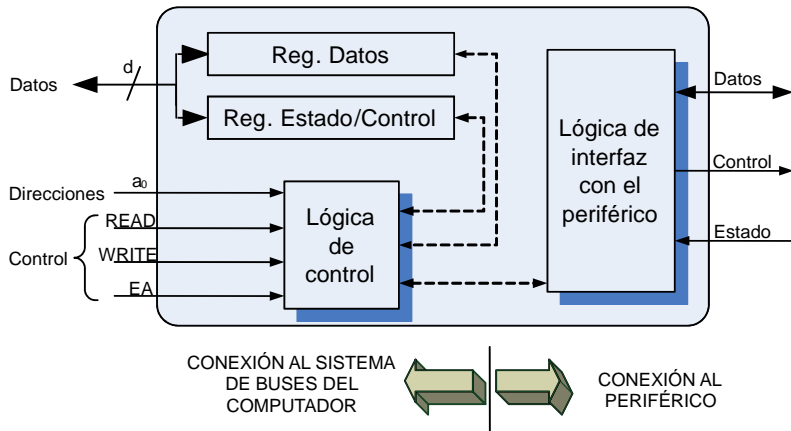 Reg. Datos
Datos
d
Reg. Estado/Control
Direcciones
a₀
Control
READ
WRITE
EA
Lógica
de
control
Lógica de
interfaz
con el
periférico
Datos
Control
Estado
CONEXIÓN AL SISTEMA
DE BUSES DEL
COMPUTADOR
CONEXIÓN AL
PERIFÉRICO